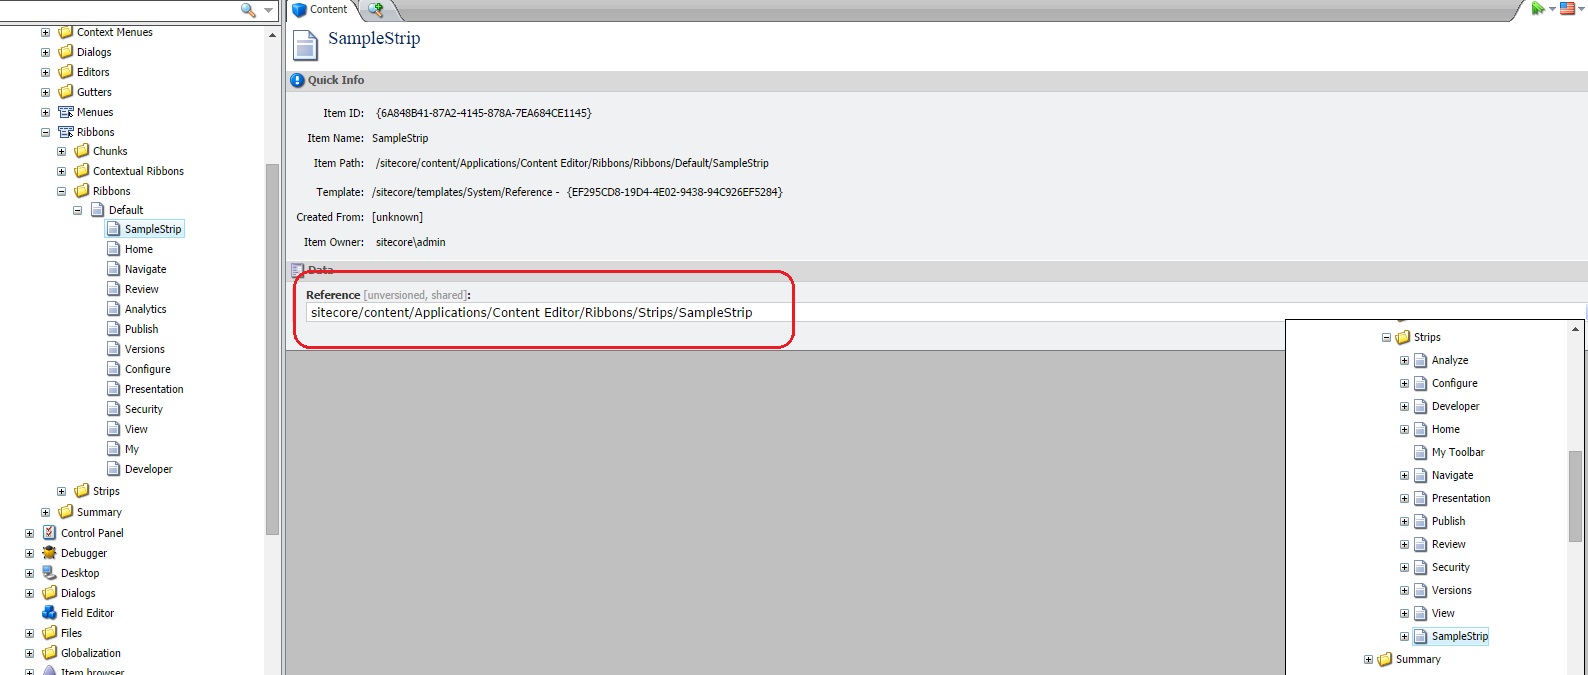 Context Menues
Dialogs
Editors
Gutters
Menues
Ribbons
Chunks
Contextual Ribbons
Ribbons
Default
SampleStrip
Home
Navigate
Review
Analytics
Publish
Versions
Configure
Presentation
Security
View
My
Developer
Strips
Summary
Control Panel
Debugger
Desktop
Dialogs
Field Editor
Files
Globalization
Item browser
Content
SampleStrip
Quick Info
Item ID: {6A848B41-87A2-4145-878A-7EA684CE1145}
Item Name: SampleStrip
Item Path: /sitecore/content/Applications/Content Editor/Ribbons/Ribbons/Default/SampleStrip
Template: /sitecore/templates/System/Reference - {EF295CD8-19D4-4E02-9438-94C926EF5284}
Created From: [unknown]
Item Owner: sitecore\admin
Data
Reference [unversioned, shared]:
sitecore/content/Applications/Content Editor/Ribbons/Strips/SampleStrip
Strips
Analyze
Configure
Developer
Home
My Toolbar
Navigate
Presentation
Publish
Review
Security
Versions
View
SampleStrip
Summary